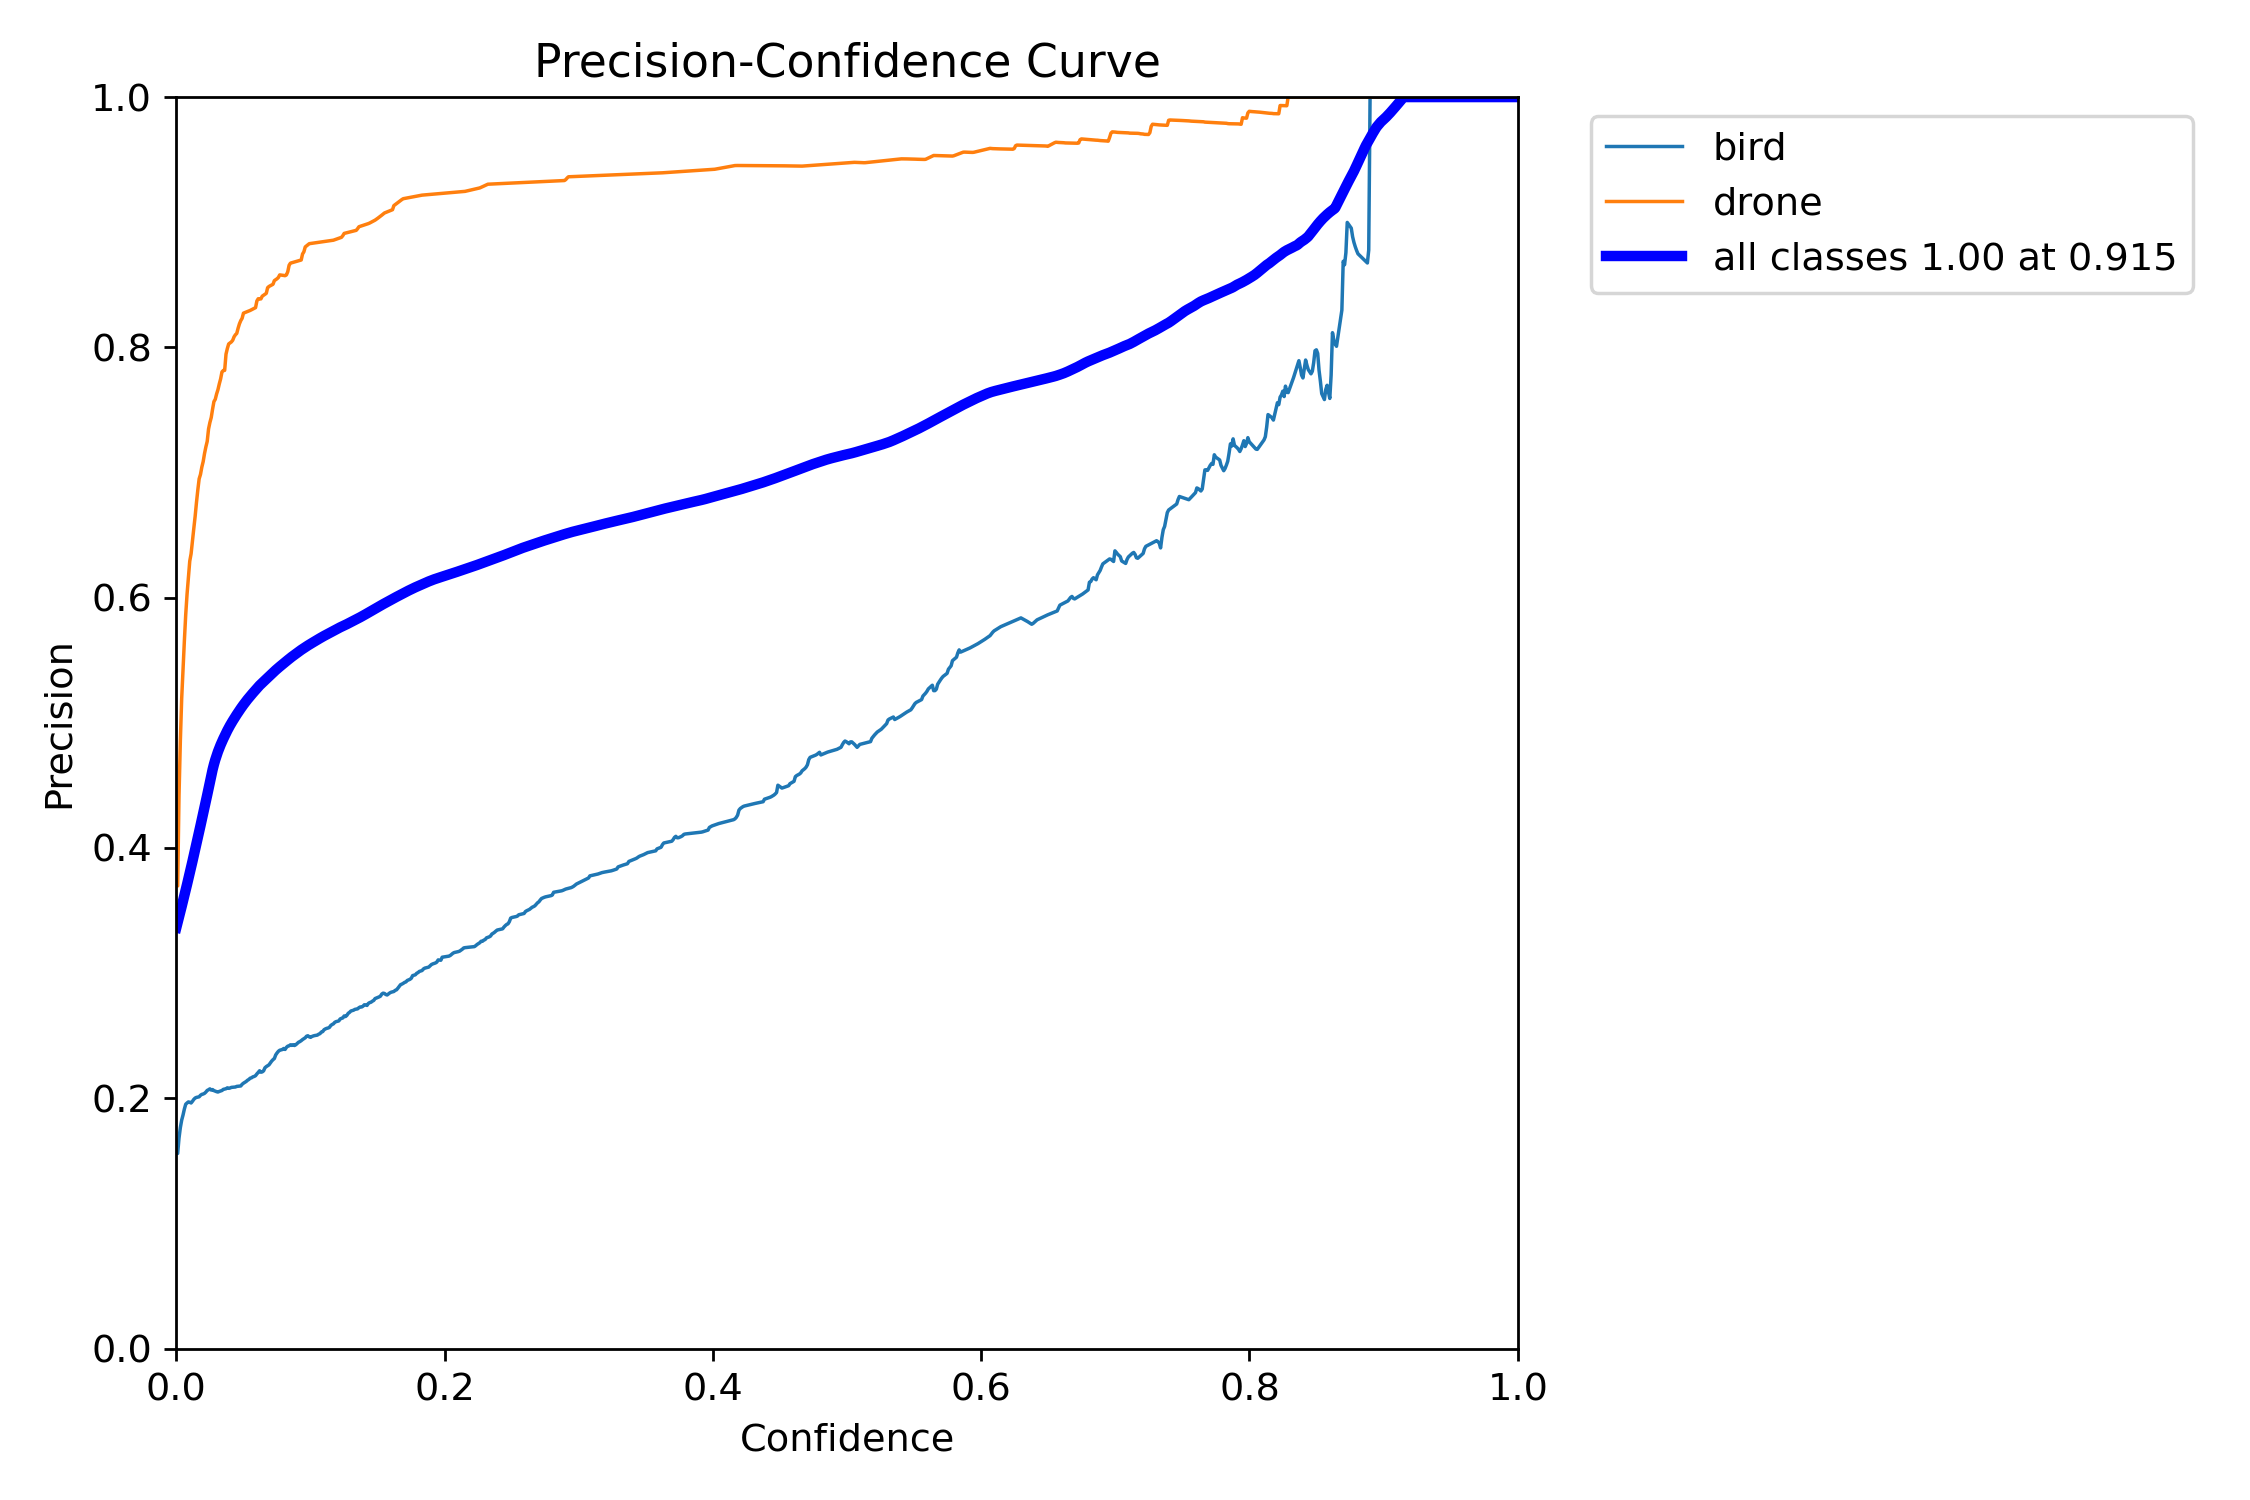 Precision-Confidence Curve
1.0
0.8
0.6
0.4
0.2
0.0
Precision
0.0 0.2 0.4 0.6 0.8 1.0
Confidence
bird
drone
all classes 1.00 at 0.915